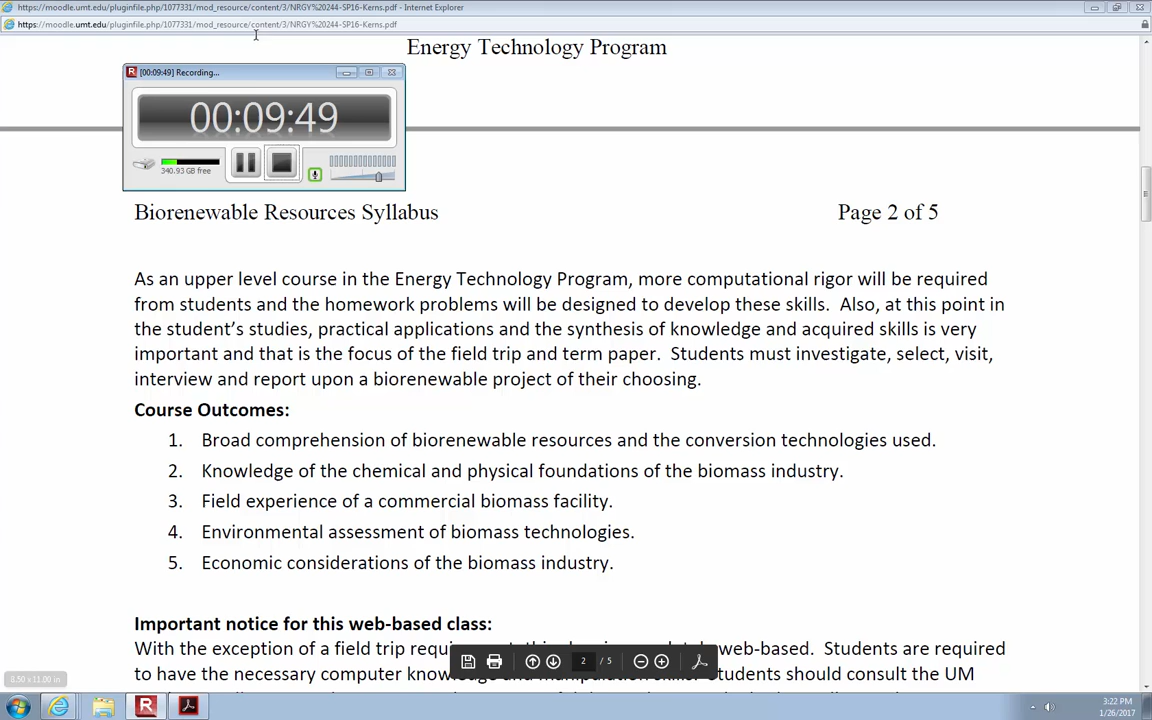 https://moodle.umt.edu/pluginfile.php/1077331/mod_resource/content/3/NRGY%20244-SP16-Kerns.pdf - Internet Explorer
https://moodle.umt.edu/pluginfile.php/1077331/mod_resource/content/3/NRGY%20244-SP16-Kerns.pdf
Energy Technology Program
[00:09:49] Recording...
00:09:49
340.93 GB free
Biorenewable Resources Syllabus Page 2 of 5
As an upper level course in the Energy Technology Program, more computational rigor will be required
from students and the homework problems will be designed to develop these skills. Also, at this point in
the student's studies, practical applications and the synthesis of knowledge and acquired skills is very
important and that is the focus of the field trip and term paper. Students must investigate, select, visit,
interview and report upon a biorenewable project of their choosing.
Course Outcomes:
1. Broad comprehension of biorenewable resources and the conversion technologies used.
2. Knowledge of the chemical and physical foundations of the biomass industry.
3. Field experience of a commercial biomass facility.
4. Environmental assessment of biomass technologies.
5. Economic considerations of the biomass industry.
Important notice for this web-based class:
With the exception of a field trip web-based. Students are required
2 / 5
to have the necessary computer students should consult the UM
8.50 x 11.00 in
3:22 PM
1/26/2017